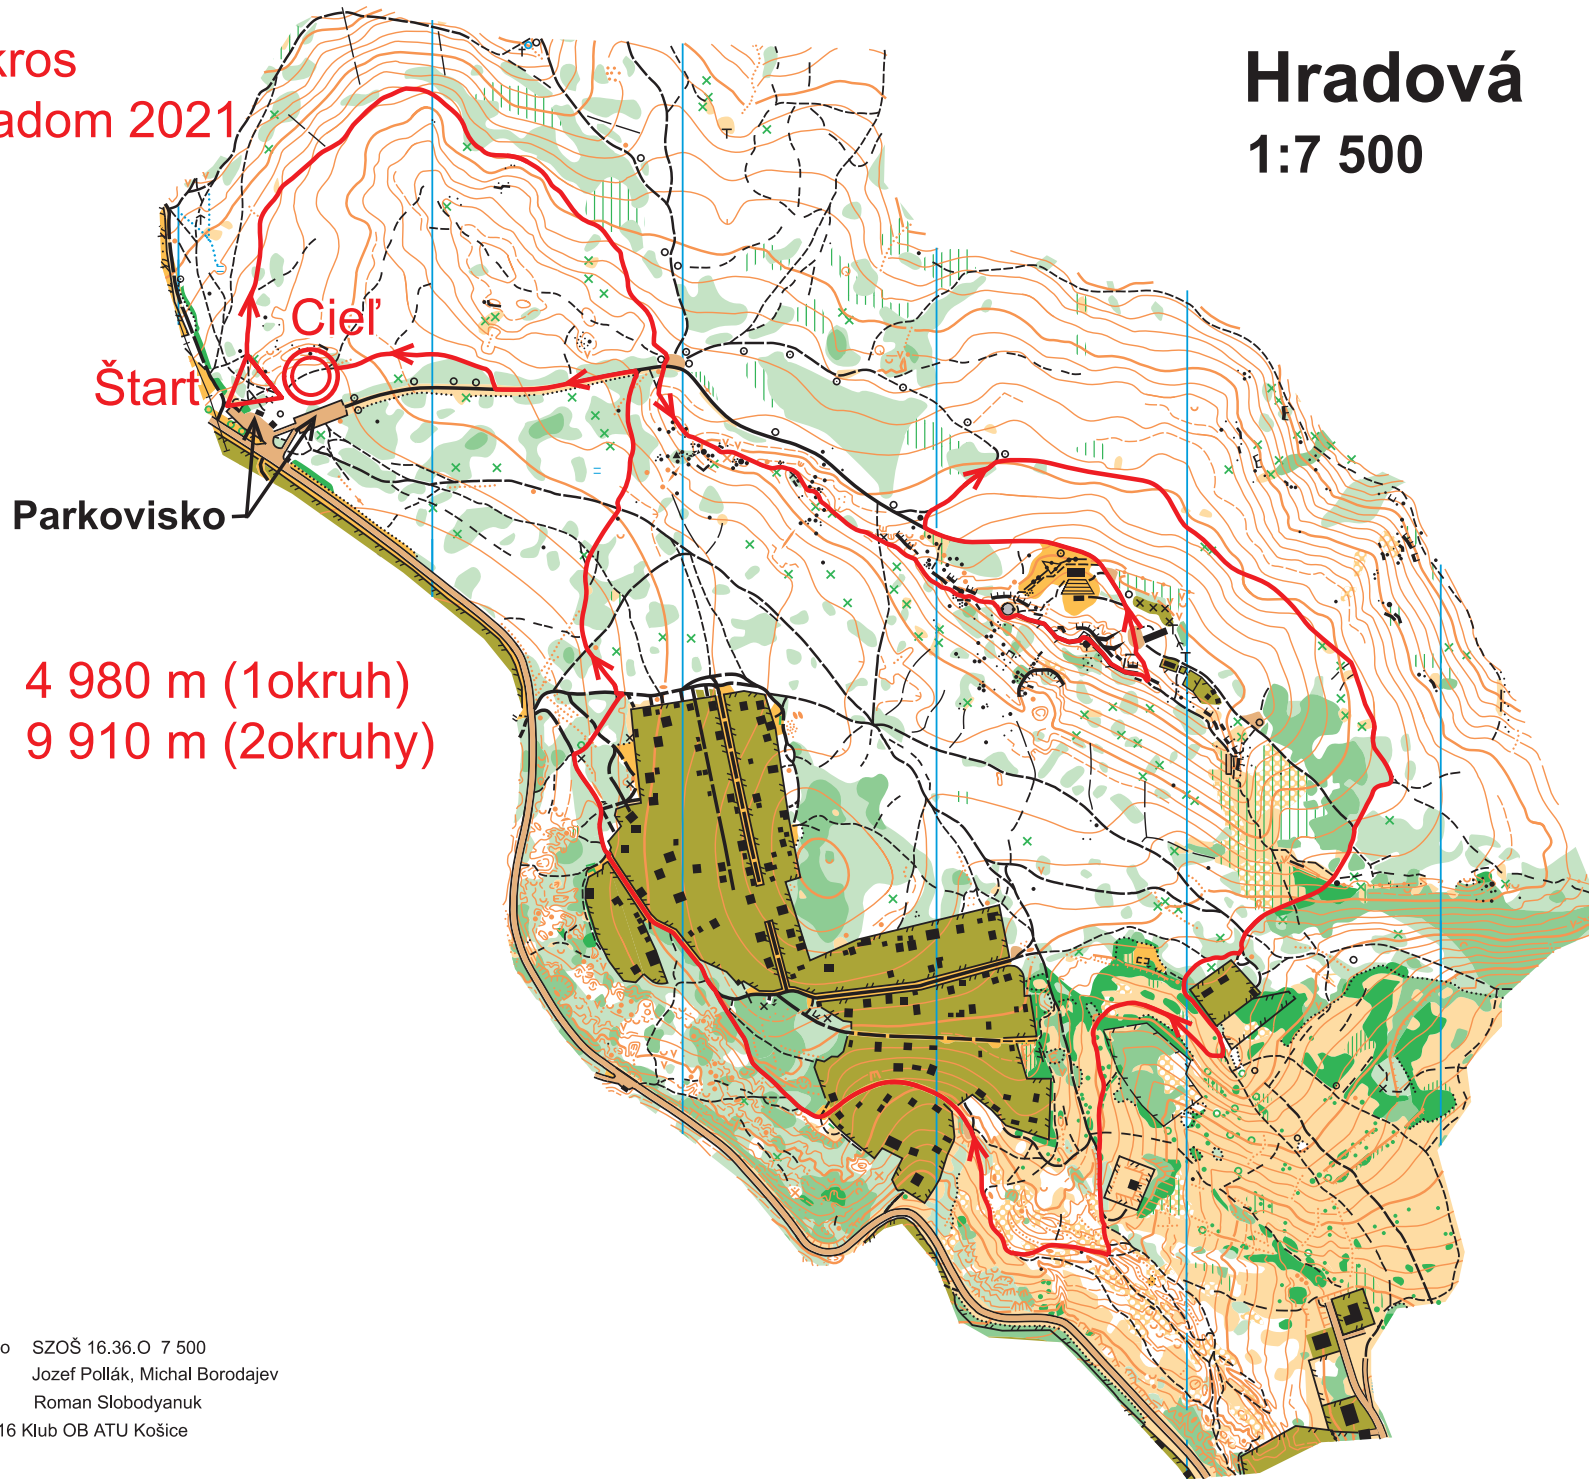 kros
adom 2021
Hradová
1:7 500
Cieľ
Štart
Parkovisko
4 980 m (1okruh)
9 910 m (2okruhy)
o SZOŠ 16.36.O 7 500
Jozef Pollák, Michal Borodajev
Roman Slobodyanuk
16 Klub OB ATU Košice